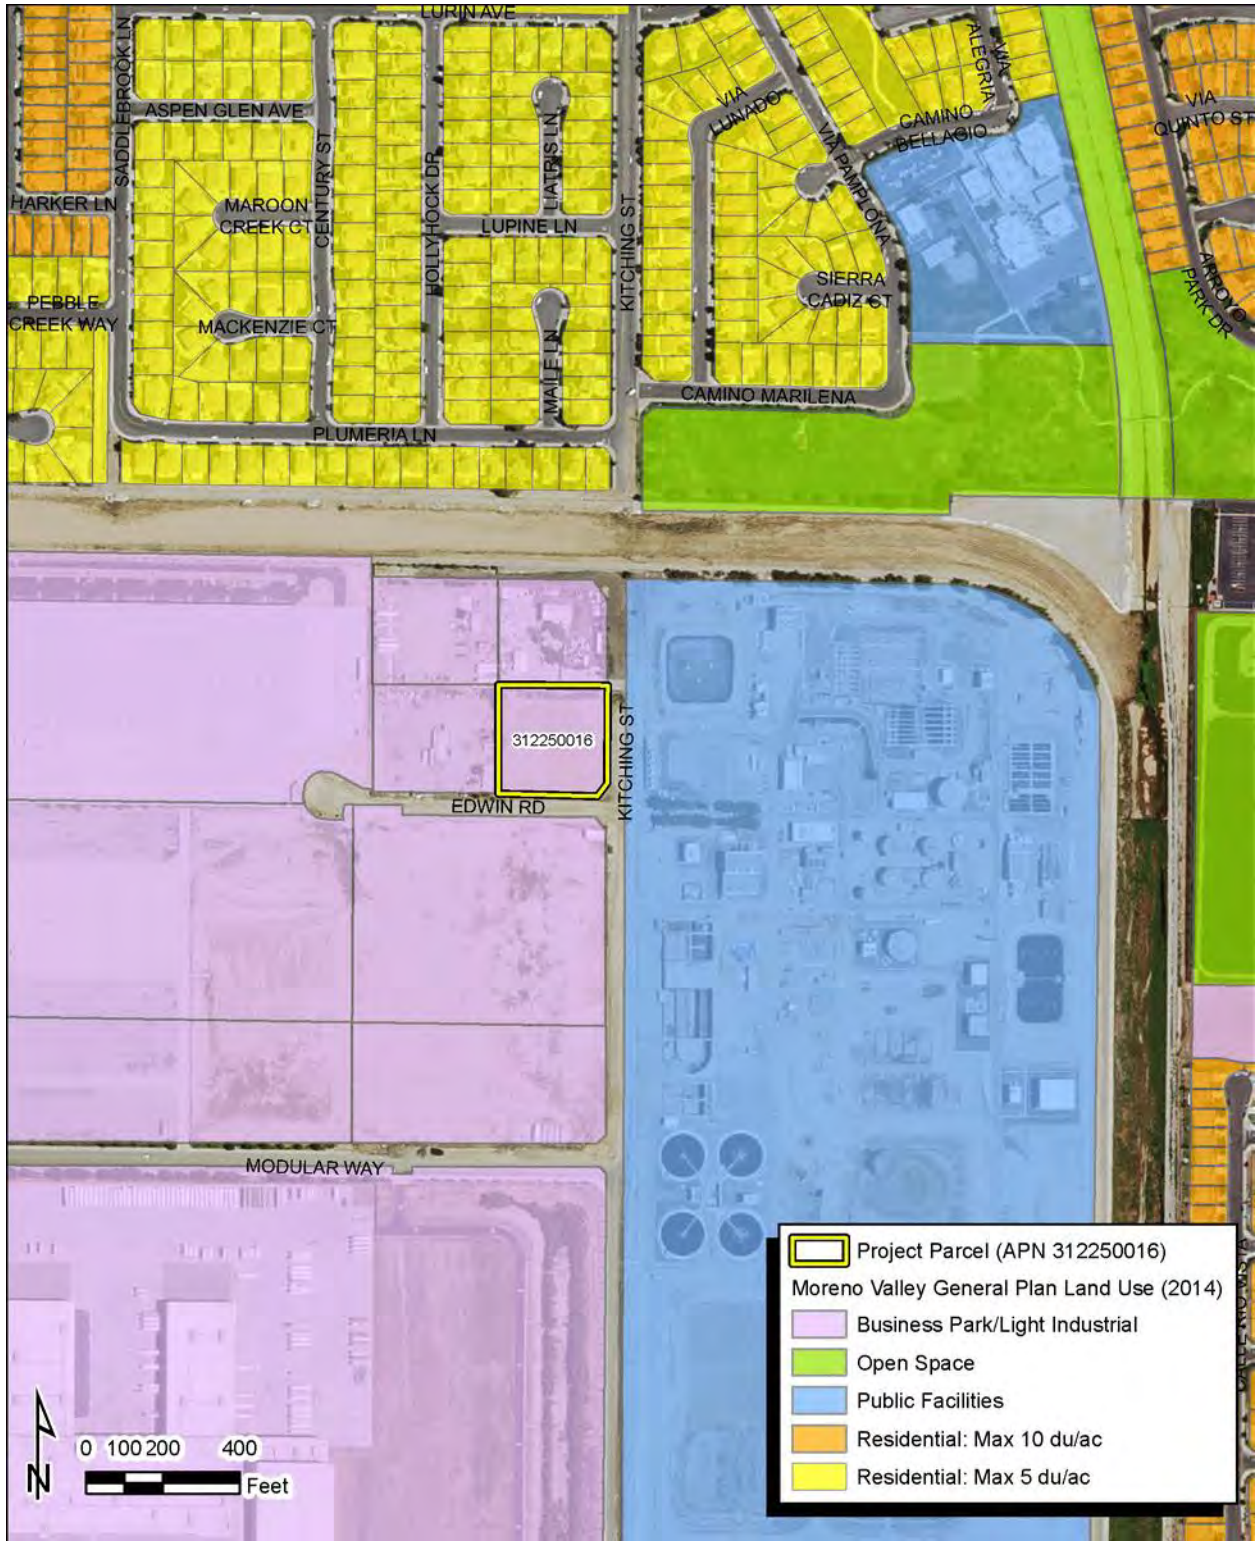 LURIN AVE
SADDLEBROOK LN
ASPEN GLEN AVE
CENTURY ST
HOLLYHOCK DR
LIATRIS LN
KITCHING ST
VIA
LUNADO
VIA PAMPLONA
CAMINO
BELLAGIO
VIA
ALEGRIA
VIA
QUINTO ST
HARKER LN
MAROON
CREEK CT
LUPINE LN
SIERRA
CADIZ CT
ARROYO
PARK DR
PEBBLE
CREEK WAY
MACKENZIE CT
MAILE LN
CAMINO MARILENA
PLUMERIA LN
312250016
KITCHING ST
EDWIN RD
MODULAR WAY
Project Parcel (APN 312250016)
Moreno Valley General Plan Land Use (2014)
Business Park/Light Industrial
Open Space
Public Facilities
Residential: Max 10 du/ac
Residential: Max 5 du/ac
N
0 100 200 400
Feet